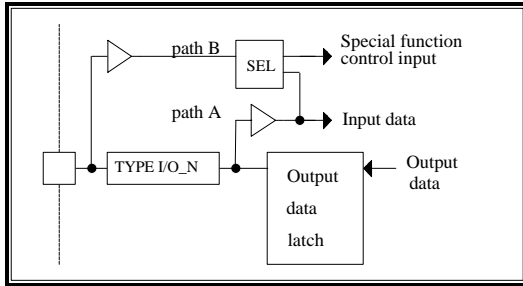 path B
SEL
Special function
control input
path A
Input data
TYPE I/O_N
Output
data
latch
Output
data